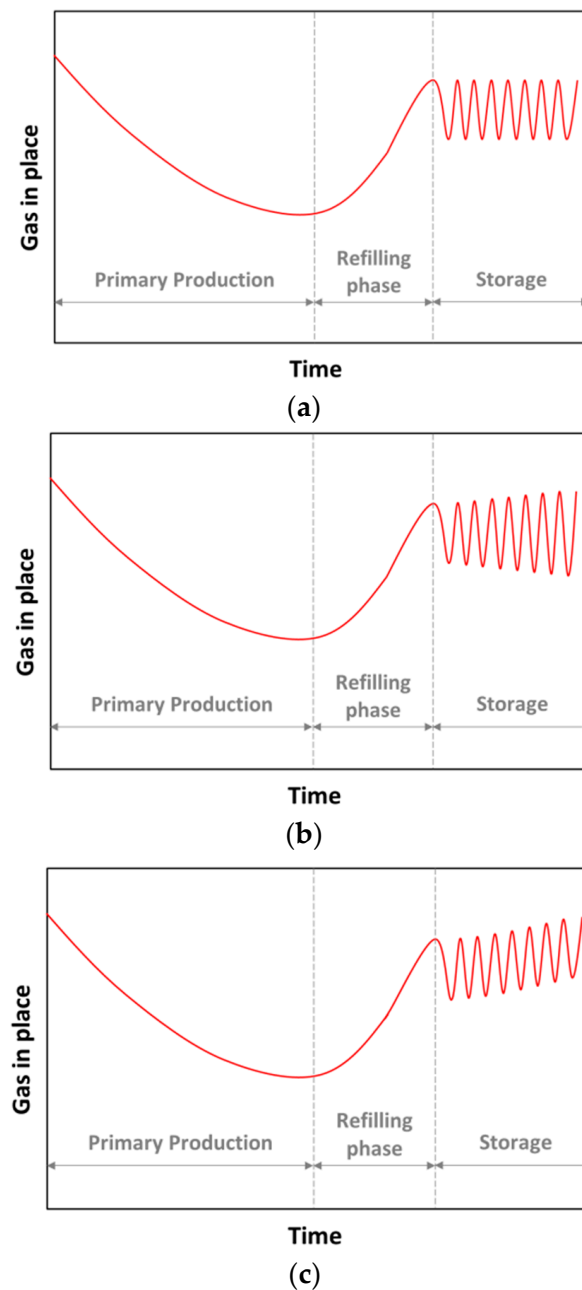 Gas in place
Primary Production
Refilling
phase
Storage
Time
(a)
Gas in place
Primary Production
Refilling
phase
Storage
Time
(b)
Gas in place
Primary Production
Refilling
phase
Storage
Time
(c)